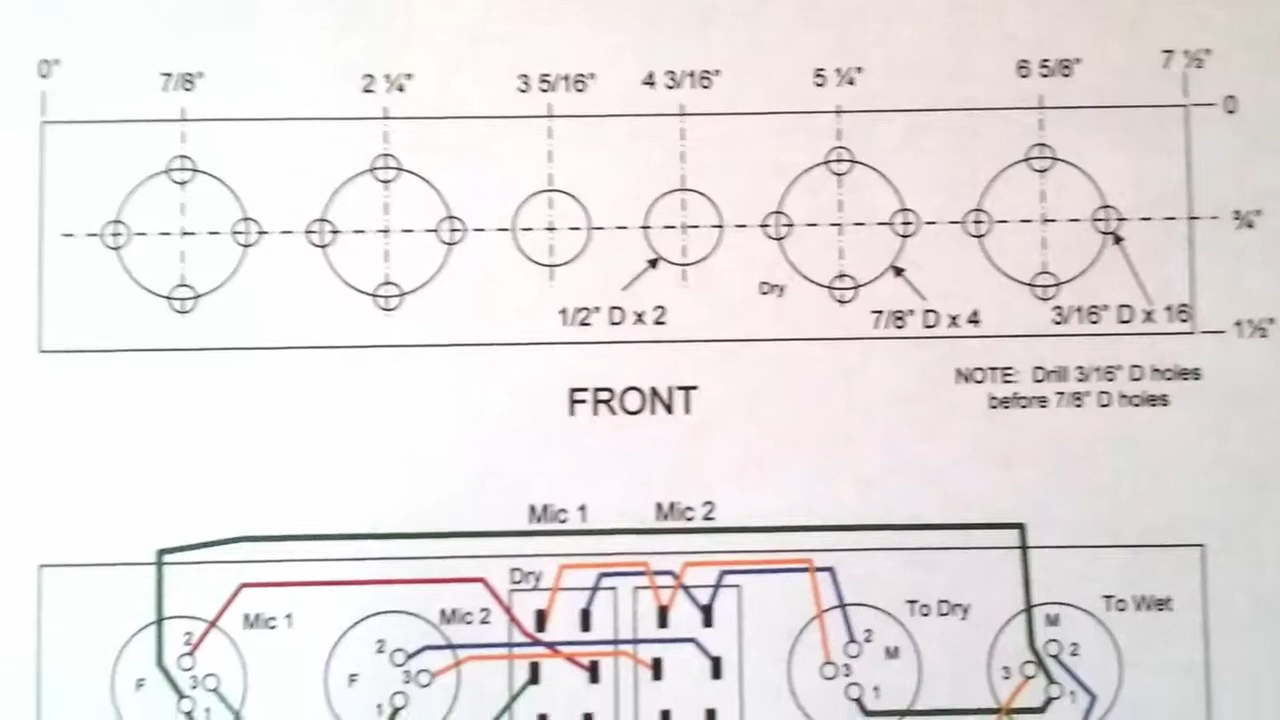 0" 7/8" 2 ¼" 3 5/16" 4 3/16" 5 ¼" 6 5/8" 7 ½"
0
¾"
Dry
1/2" D x 2 7/8" D x 4 3/16" D x 16
1½"
NOTE: Drill 3/16" D holes
before 7/8" D holes
FRONT
Mic 1 Mic 2
Dry
Mic 1 Mic 2 To Dry To Wet
2 2 2 M M 2
F 3 F 3 3 3
1 1 1 1